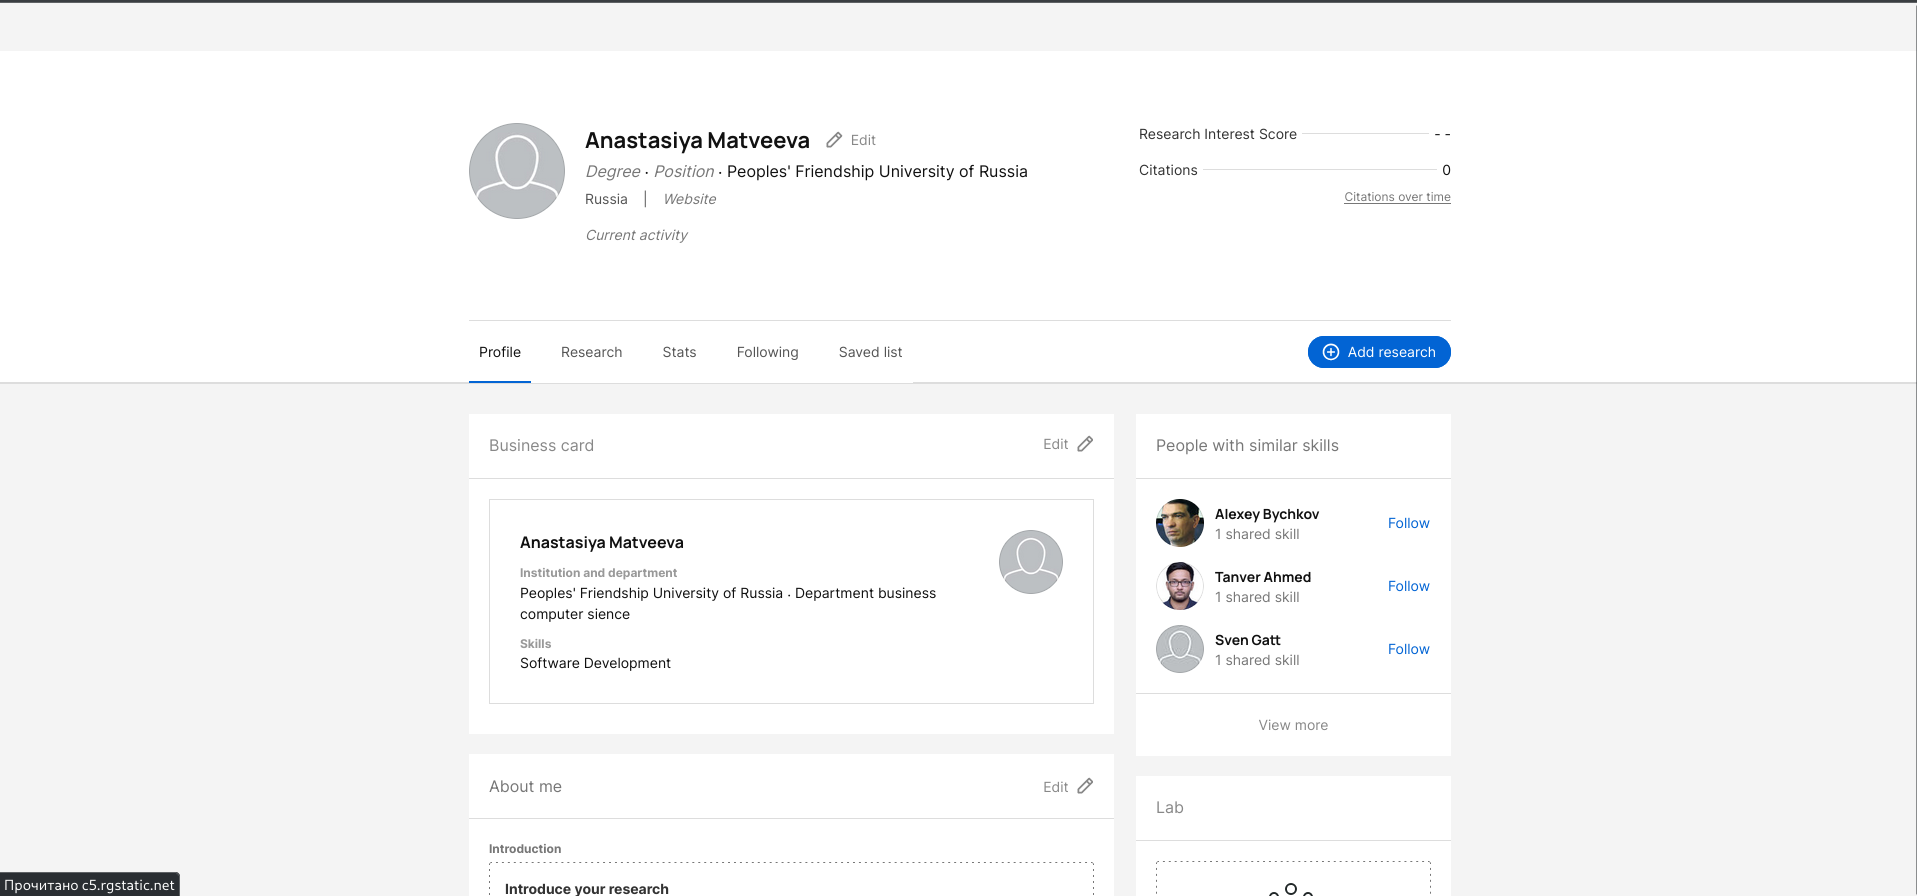 Anastasiya Matveeva Edit
Degree · Position · Peoples' Friendship University of Russia
Russia | Website
Current activity
Research Interest Score - -
Citations 0
Citations over time
Profile Research Stats Following Saved list Add research
Business card Edit
Anastasiya Matveeva
Institution and department
Peoples' Friendship University of Russia · Department business
computer sience
Skills
Software Development
About me Edit
Introduction
Introduce your research
People with similar skills
Alexey Bychkov
1 shared skill
Follow
Tanver Ahmed
1 shared skill
Follow
Sven Gatt
1 shared skill
Follow
View more
Lab
Прочитано c5.rgstatic.net